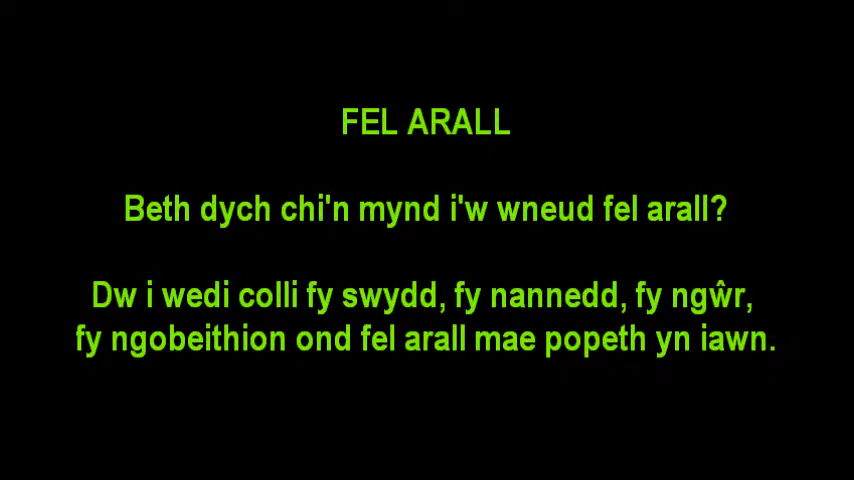 FEL ARALL
Beth dych chi'n mynd i'w wneud fel arall?
Dw i wedi colli fy swydd, fy nannedd, fy ngŵr,
fy ngobeithion ond fel arall mae popeth yn iawn.